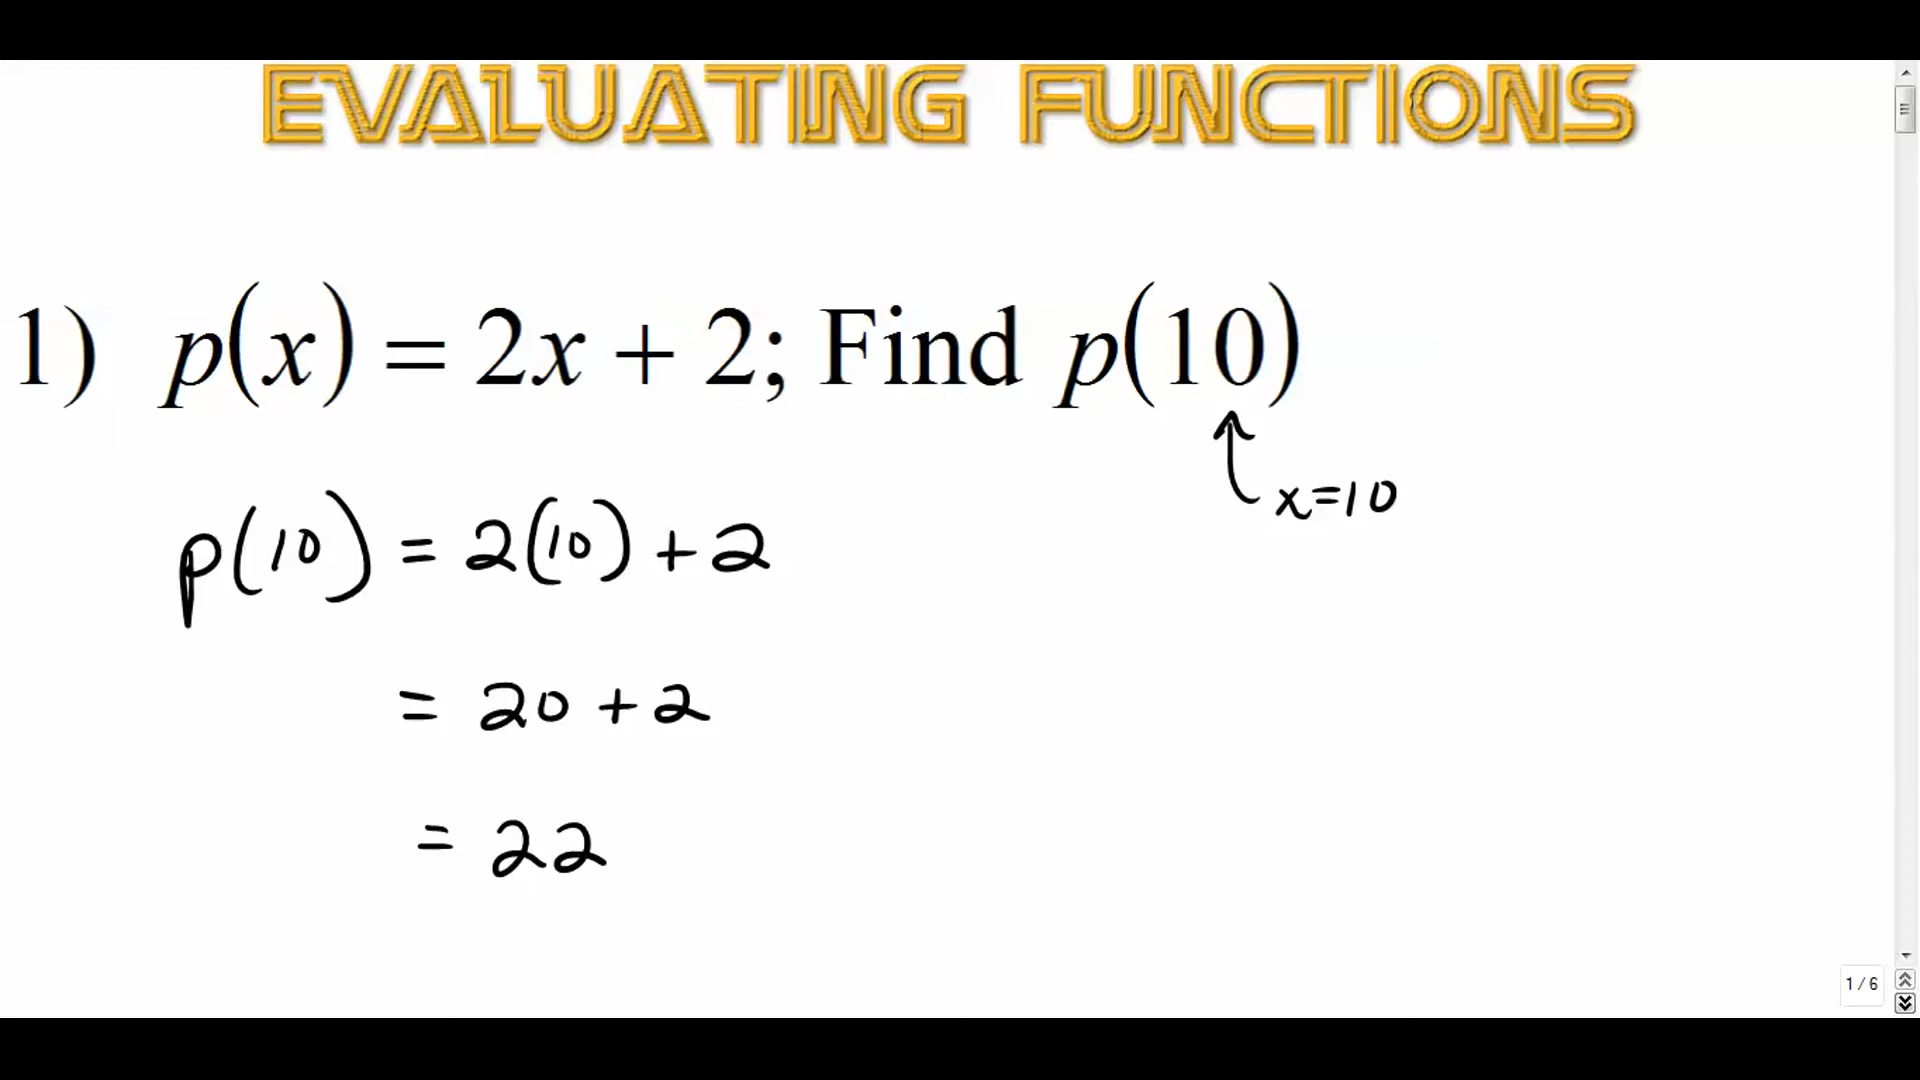 EVALUATING FUNCTIONS
1) p(x) = 2x + 2; Find p(10)
x=10
p(10) = 2(10) + 2
= 20 + 2
= 22
1 / 6